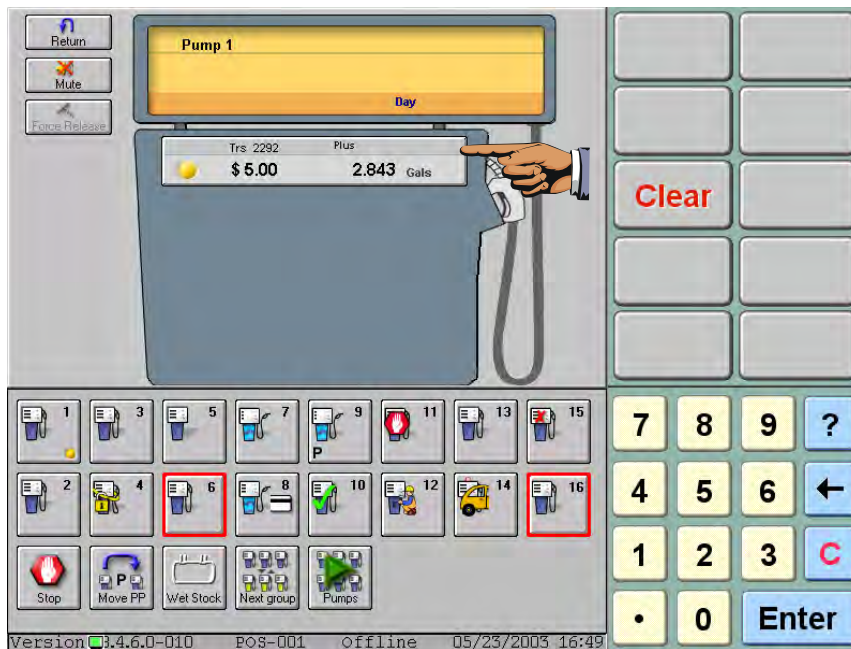 Return
Mute
Force Release
Pump 1
Day
Trs 2292 Plus
$ 5.00 2.843 Gals
Clear
1 3 5 7 9 11 13 15
P
2 4 6 8 10 12 14 16
P
Stop Move PP Wet Stock Next group Pumps
7 8 9 ?
4 5 6 ←
1 2 3 C
• 0 Enter
Version 3.4.6.0-010 POS-001 Offline 05/23/2003 16:49